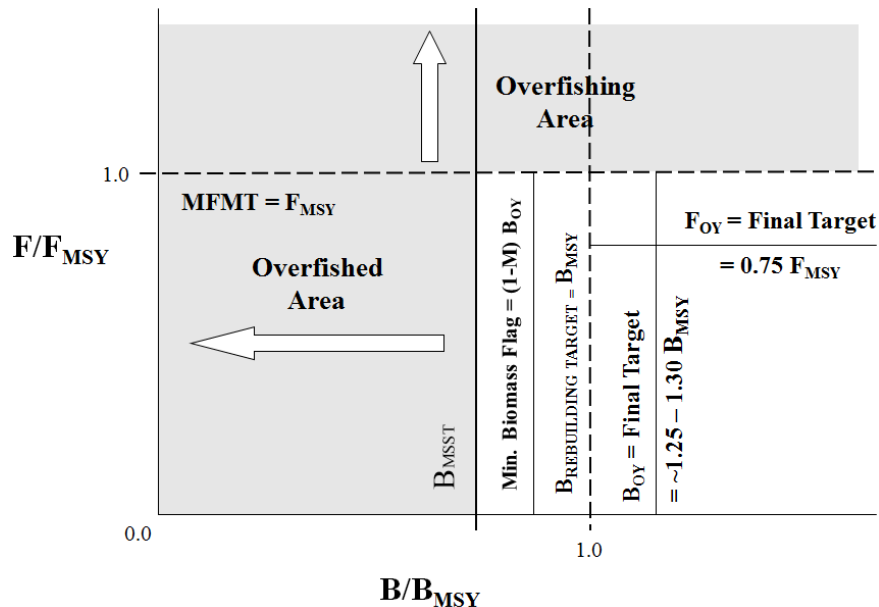 Overfishing
Area
1.0
MFMT = FMSY
F/FMSY
Overfished
Area
BMSST
Min. Biomass Flag = (1-M) BOY
BREBUILDING TARGET = BMSY
BOY = Final Target
= ~1.25 – 1.30 BMSY
FOY = Final Target
= 0.75 FMSY
0.0
1.0
B/BMSY